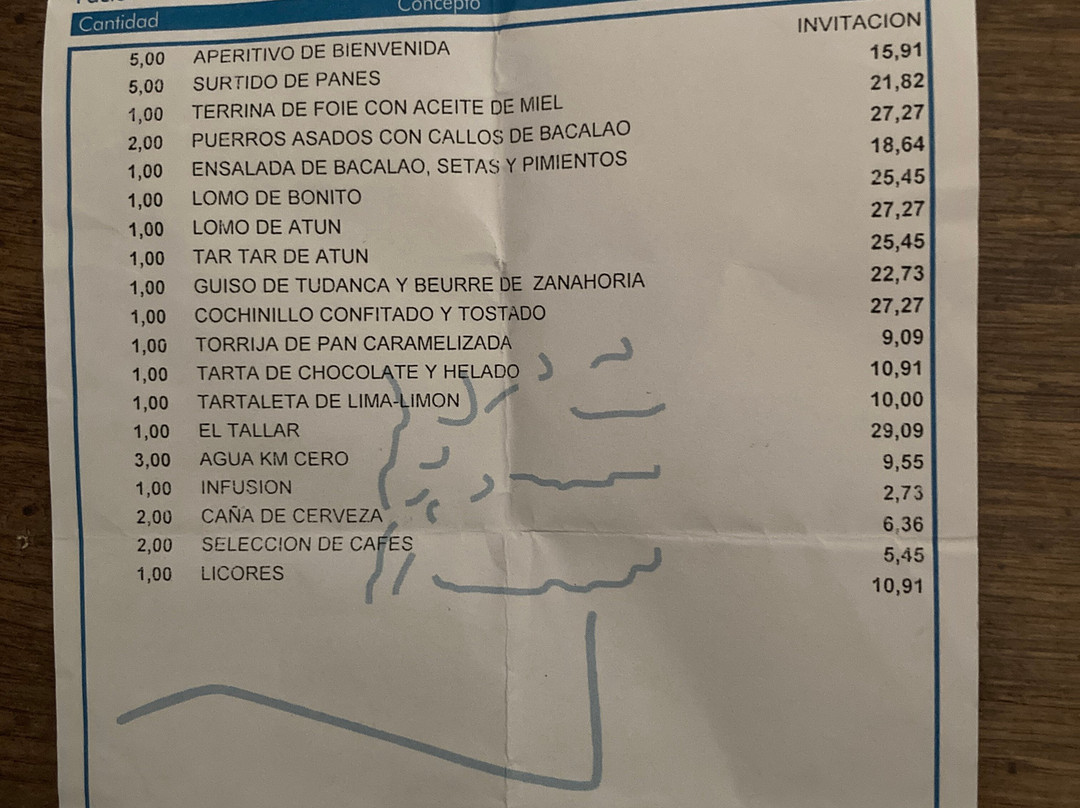 Cantidad Concepto
5,00 APERITIVO DE BIENVENIDA INVITACION
5,00 SURTIDO DE PANES 15,91
1,00 TERRINA DE FOIE CON ACEITE DE MIEL 21,82
2,00 PUERROS ASADOS CON CALLOS DE BACALAO 27,27
1,00 ENSALADA DE BACALAO, SETAS Y PIMIENTOS 18,64
1,00 LOMO DE BONITO 25,45
1,00 LOMO DE ATUN 27,27
1,00 TAR TAR DE ATUN 25,45
1,00 GUISO DE TUDANCA Y BEURRE DE ZANAHORIA 22,73
1,00 COCHINILLO CONFITADO Y TOSTADO 27,27
1,00 TORRIJA DE PAN CARAMELIZADA 9,09
1,00 TARTA DE CHOCOLATE Y HELADO 10,91
1,00 TARTALETA DE LIMA-LIMON 10,00
1,00 EL TALLAR 29,09
3,00 AGUA KM CERO 9,55
1,00 INFUSION 2,73
2,00 CAÑA DE CERVEZA 6,36
2,00 SELECCION DE CAFES 5,45
1,00 LICORES 10,91